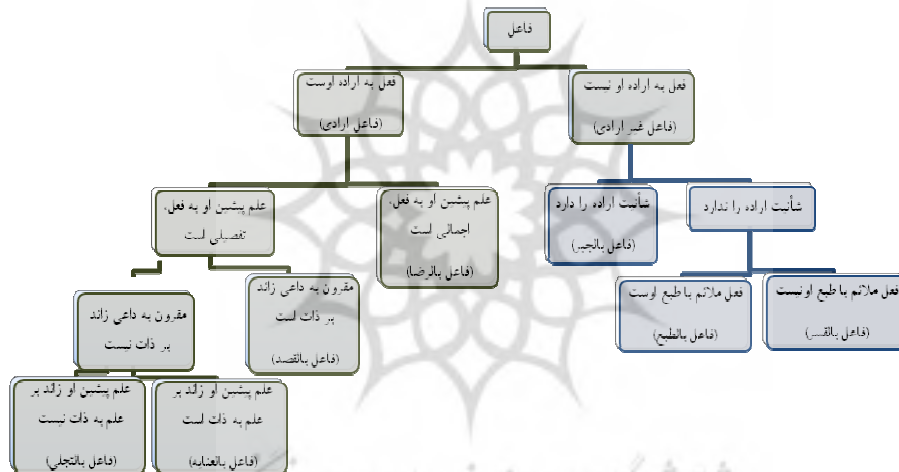 فاعل
فعل به اراده او نیست
(فاعل غیر ارادی)
فعل به اراده اوست
(فاعل ارادی)
شأنیت اراده را ندارد
شأنیت اراده را دارد
(فاعل بالجبر)
علم پیشین او به فعل،
اجمالی است
(فاعل بالرضا)
علم پیشین او به فعل،
تفصیلی است
فعل ملائم با طبع او نیست
(فاعل بالقسر)
فعل ملائم با طبع اوست
(فاعل بالطبع)
مقرون به داعی زائد
بر ذات است
(فاعل بالقصد)
مقرون به داعی زائد
بر ذات نیست
علم پیشین او زائد بر
علم به ذات است
(فاعل بالعنایه)
علم پیشین او زائد بر
علم به ذات نیست
(فاعل بالتجلی)